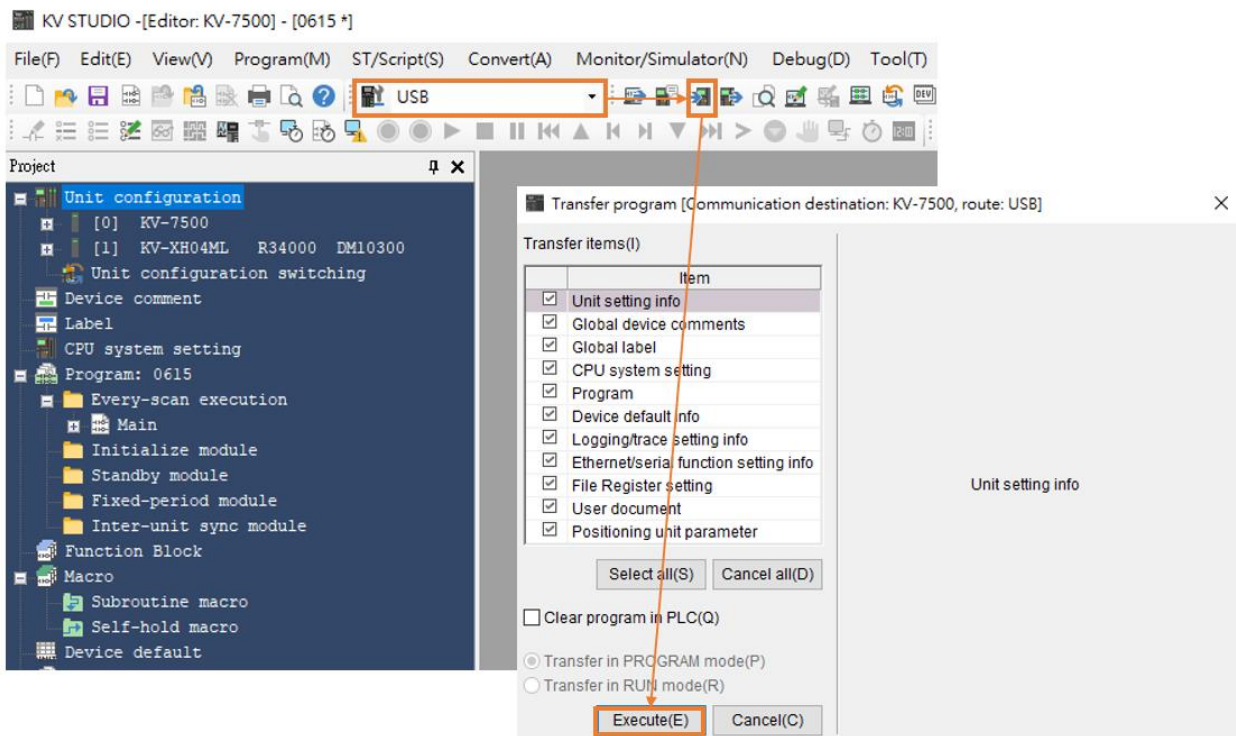 KV STUDIO -[Editor: KV-7500] - [0615 *]
File(F) Edit(E) View(V) Program(M) ST/Script(S) Convert(A) Monitor/Simulator(N) Debug(D) Tool(T)
USB
DEV
Project
Unit configuration
[0] KV-7500
[1] KV-XH04ML R34000 DM10300
Unit configuration switching
Device comment
Label
CPU system setting
Program: 0615
Every-scan execution
Main
Initialize module
Standby module
Fixed-period module
Inter-unit sync module
Function Block
Macro
Subroutine macro
Self-hold macro
Device default
Transfer program [Communication destination: KV-7500, route: USB]
Transfer items(I)
Item
Unit setting info
Global device comments
Global label
CPU system setting
Program
Device default info
Logging/trace setting info
Ethernet/serial function setting info
File Register setting
User document
Positioning unit parameter
Select all(S) Cancel all(D)
Clear program in PLC(Q)
Transfer in PROGRAM mode(P)
Transfer in RUN mode(R)
Execute(E) Cancel(C)
Unit setting info